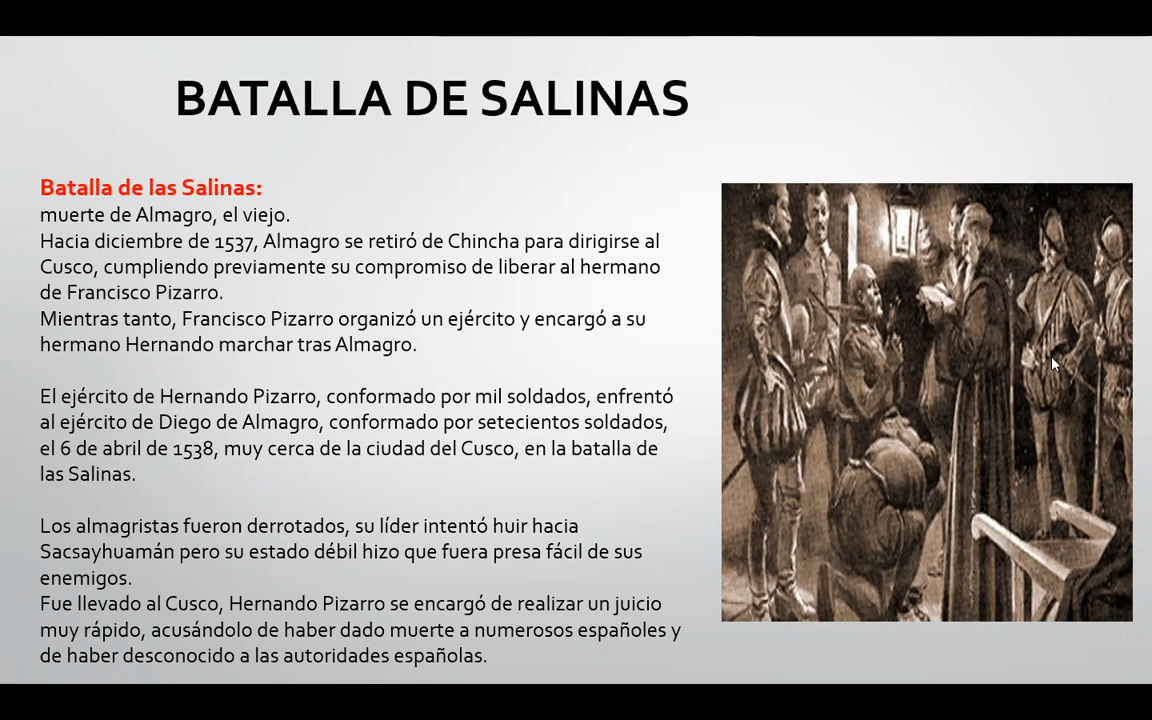 BATALLA DE SALINAS
Batalla de las Salinas:
muerte de Almagro, el viejo.
Hacia diciembre de 1537, Almagro se retiró de Chincha para dirigirse al
Cusco, cumpliendo previamente su compromiso de liberar al hermano
de Francisco Pizarro.
Mientras tanto, Francisco Pizarro organizó un ejército y encargó a su
hermano Hernando marchar tras Almagro.
El ejército de Hernando Pizarro, conformado por mil soldados, enfrentó
al ejército de Diego de Almagro, conformado por setecientos soldados,
el 6 de abril de 1538, muy cerca de la ciudad del Cusco, en la batalla de
las Salinas.
Los almagristas fueron derrotados, su líder intentó huir hacia
Sacsayhuamán pero su estado débil hizo que fuera presa fácil de sus
enemigos.
Fue llevado al Cusco, Hernando Pizarro se encargó de realizar un juicio
muy rápido, acusándolo de haber dado muerte a numerosos españoles y
de haber desconocido a las autoridades españolas.